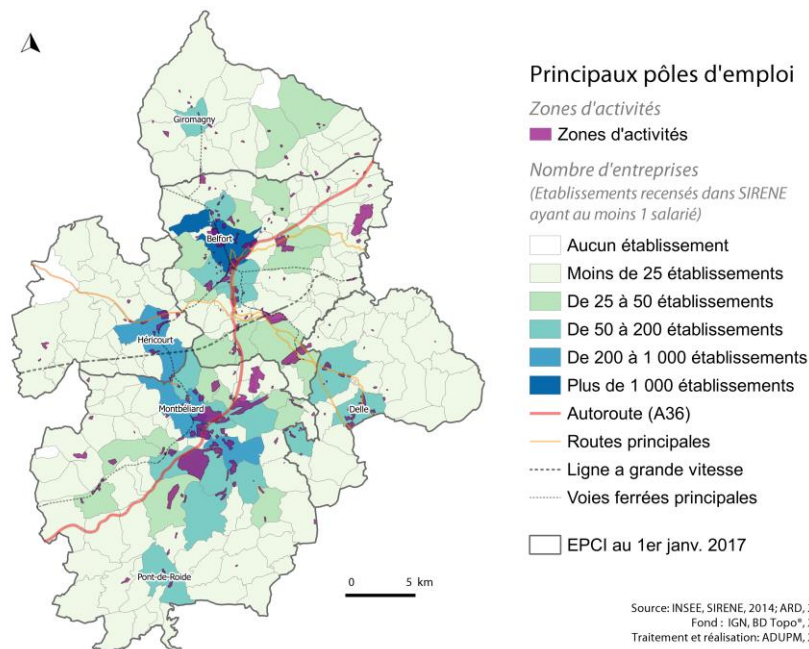 Principaux pôles d'emploi
Zones d'activités
Zones d'activités
Nombre d'entreprises
(Etablissements recensés dans SIRENE
ayant au moins 1 salarié)
Aucun établissement
Moins de 25 établissements
De 25 à 50 établissements
De 50 à 200 établissements
De 200 à 1 000 établissements
Plus de 1 000 établissements
Autoroute (A36)
Routes principales
Ligne a grande vitesse
Voies ferrées principales
EPCI au 1er janv. 2017
Giromagny
Belfort
Héricourt
Montbéliard
Delle
Pont-de-Roide
0 5 km
Source: INSEE, SIRENE, 2014; ARD,
Fond : IGN, BD Topo®,
Traitement et réalisation: ADUPM,